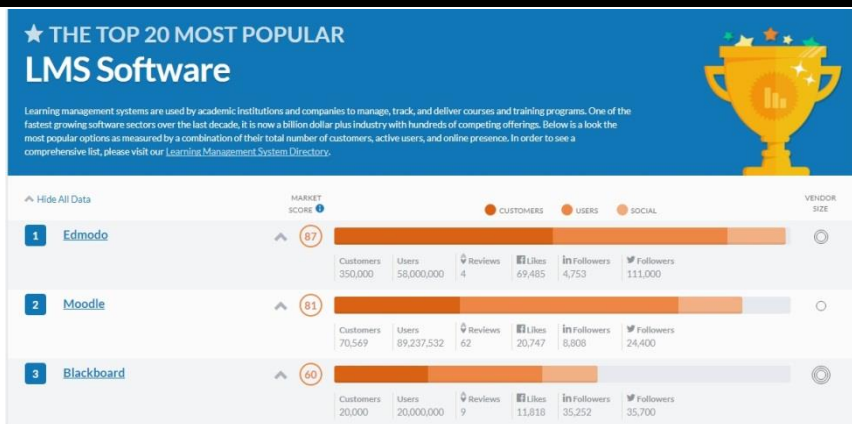 ★ THE TOP 20 MOST POPULAR
LMS Software
Learning management systems are used by academic institutions and companies to manage, track, and deliver courses and training programs. One of the
fastest growing software sectors over the last decade, it is now a billion dollar plus industry with hundreds of competing offerings. Below is a look the
most popular options as measured by a combination of their total number of customers, active users, and online presence. In order to see a
comprehensive list, please visit our Learning Management System Directory.
Hide All Data MARKET SCORE CUSTOMERS USERS SOCIAL VENDOR SIZE
1 Edmodo 87
Customers Users Reviews Likes Followers Followers
350,000 58,000,000 4 69,485 4,753 111,000
2 Moodle 81
Customers Users Reviews Likes Followers Followers
70,569 89,237,532 62 20,747 8,808 24,400
3 Blackboard 60
Customers Users Reviews Likes Followers Followers
20,000 20,000,000 9 11,818 35,252 35,700